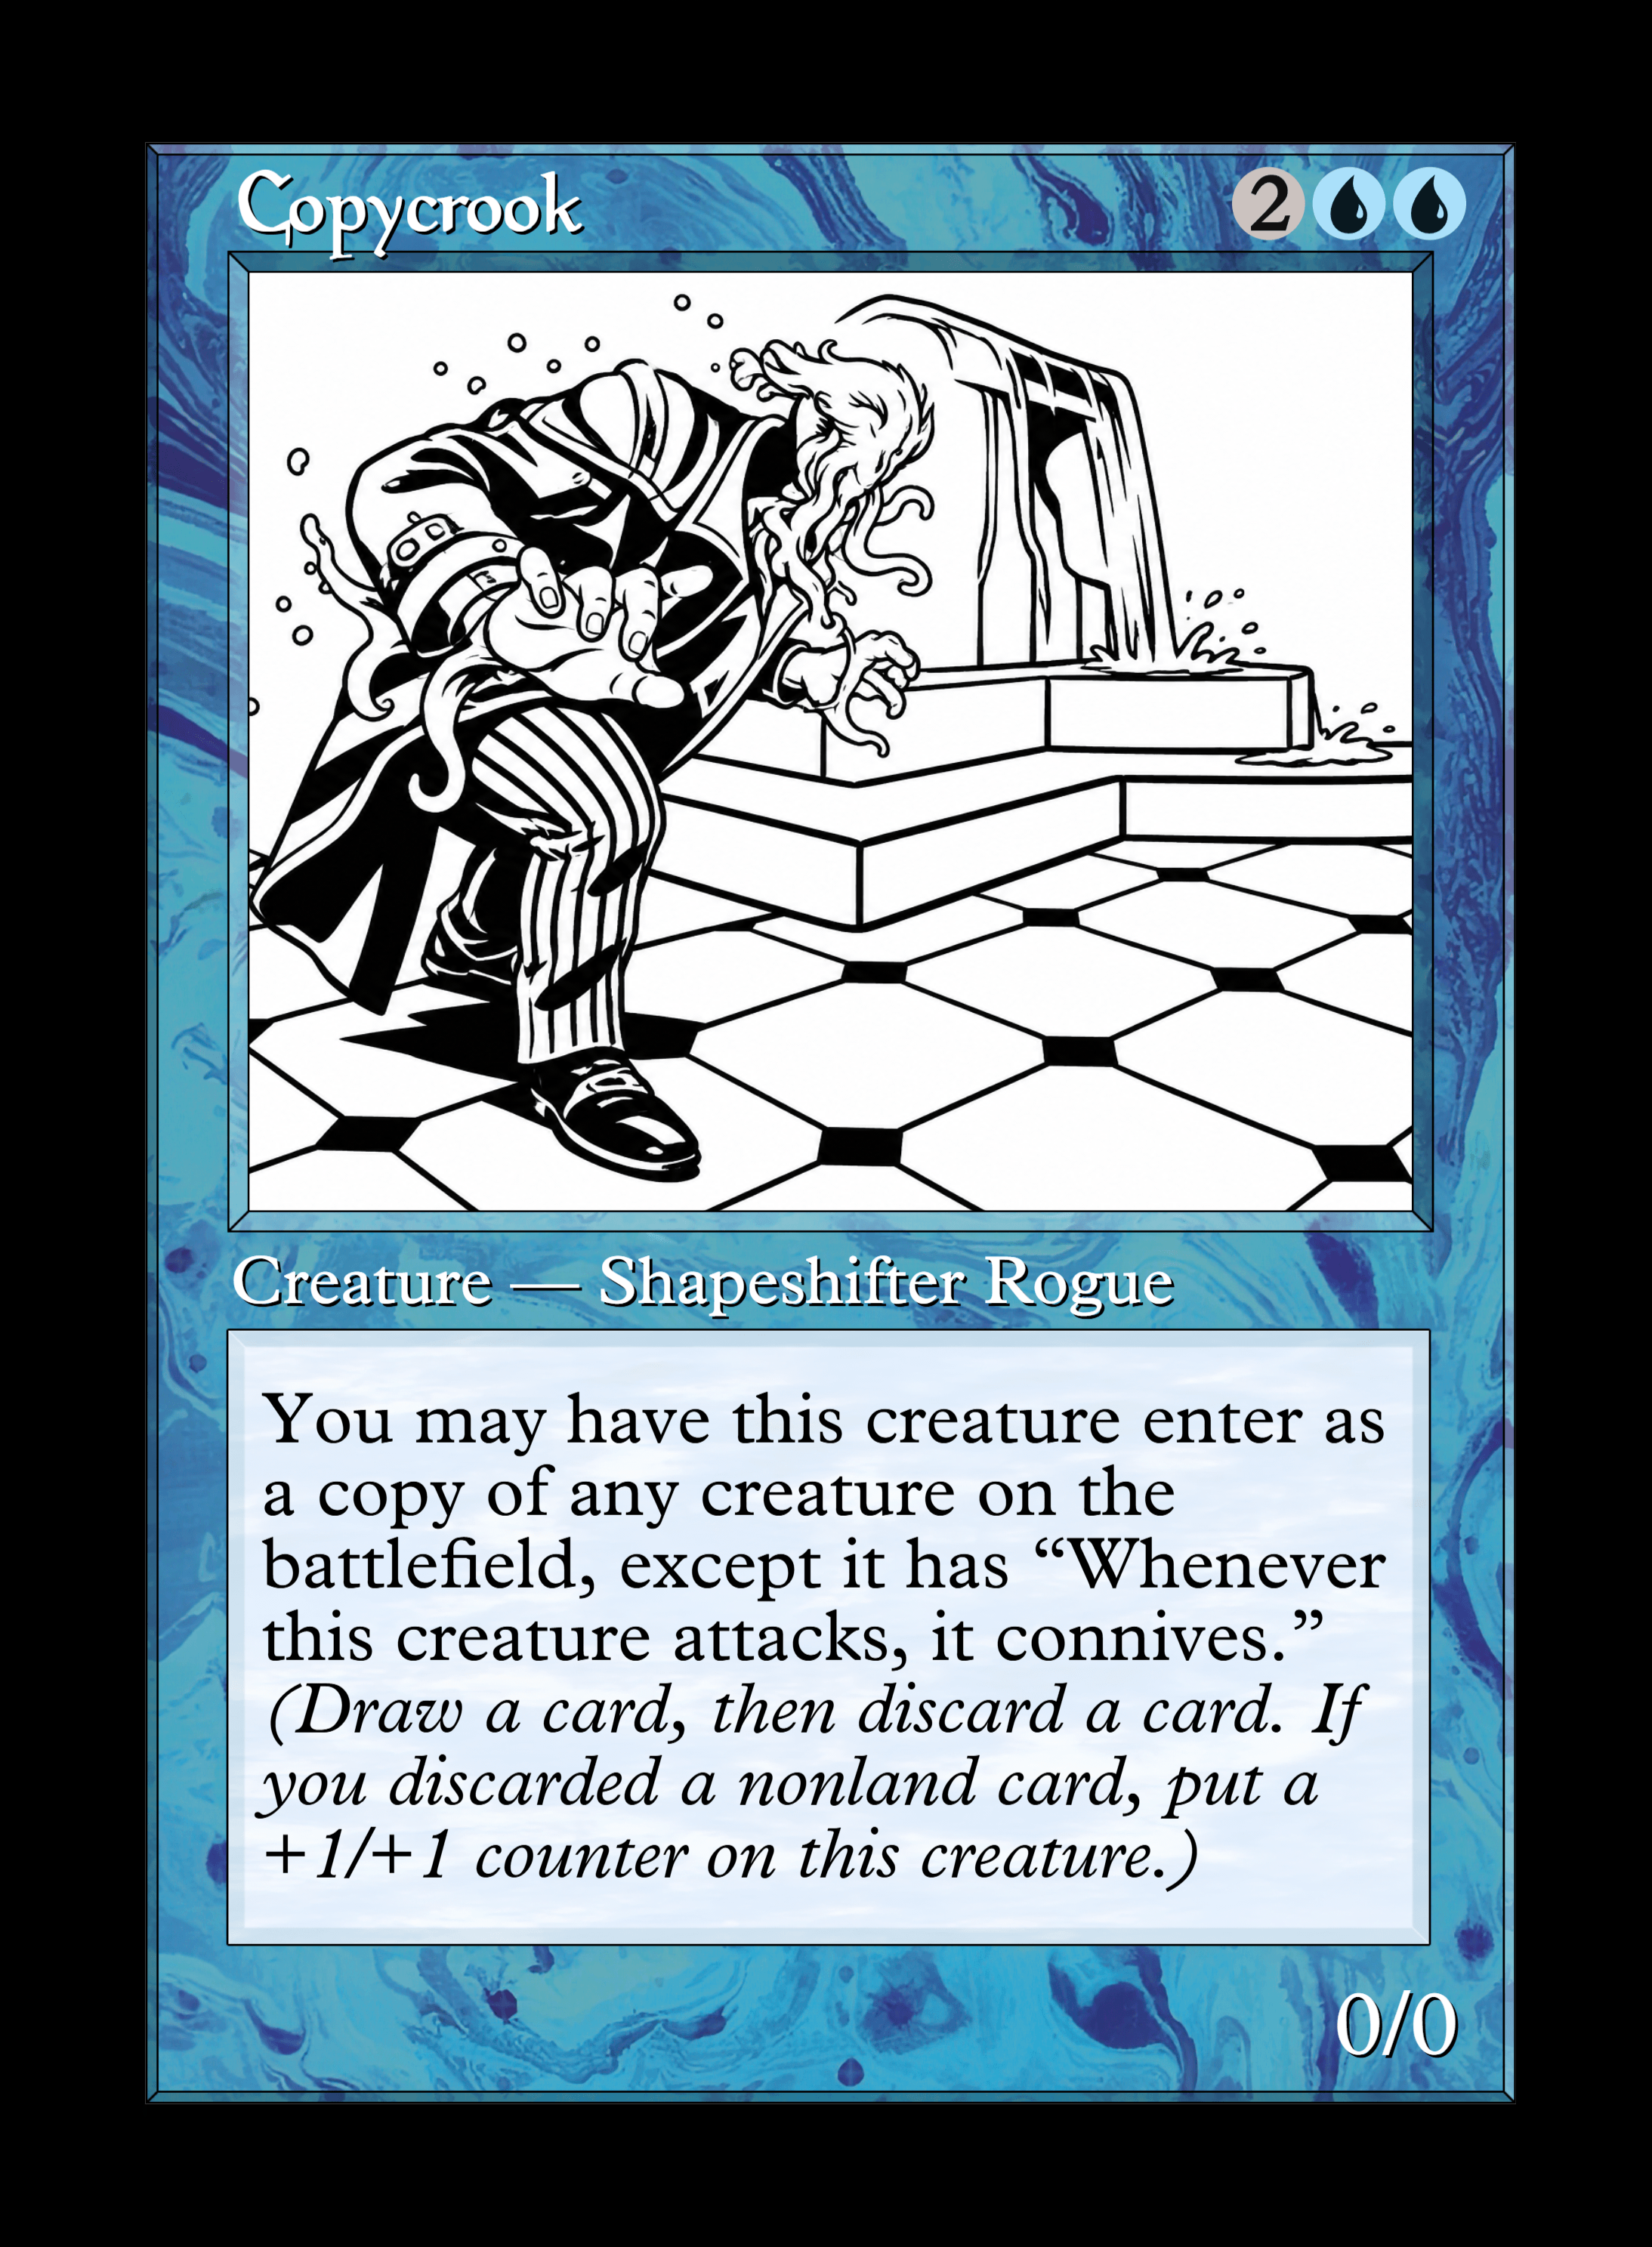 Copycrook 2
Creature — Shapeshifter Rogue
You may have this creature enter as
a copy of any creature on the
battlefield, except it has “Whenever
this creature attacks, it connives.”
(Draw a card, then discard a card. If
you discarded a nonland card, put a
+1/+1 counter on this creature.)
0/0